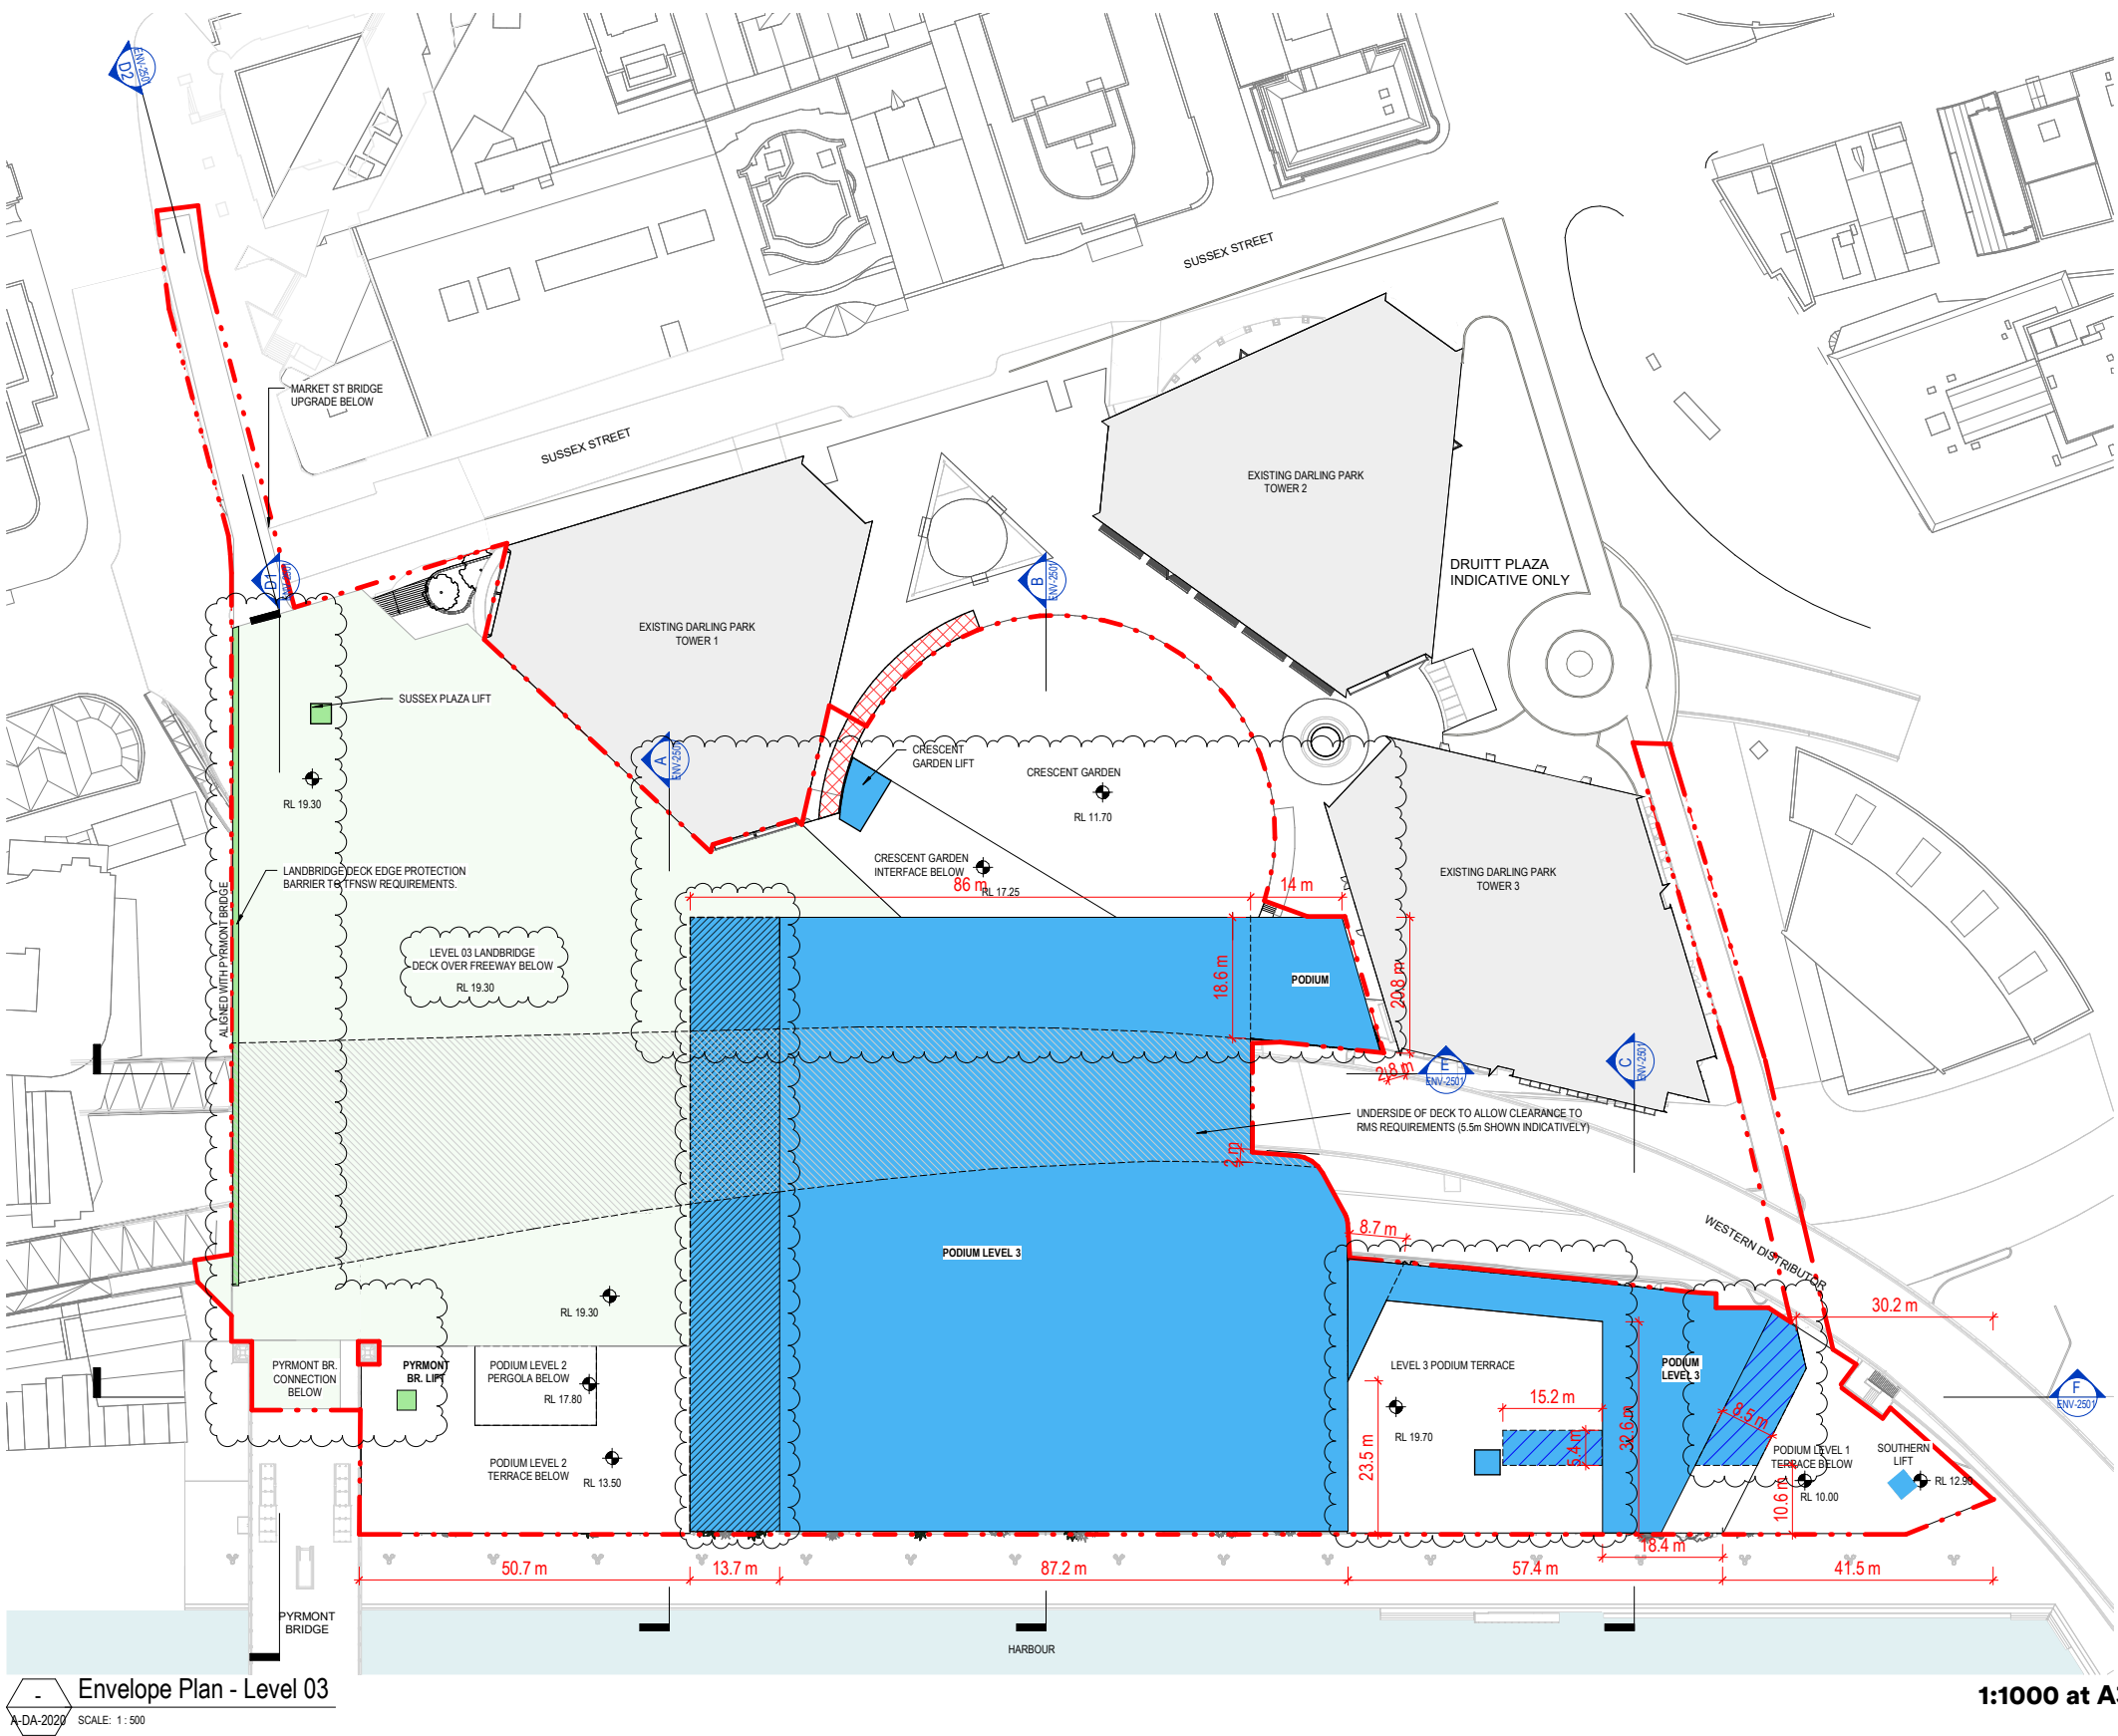 D2
ENV-2501
SUSSEX STREET
MARKET ST BRIDGE
UPGRADE BELOW
SUSSEX STREET
EXISTING DARLING PARK
TOWER 2
D1
ENV-2501
B
ENV-2501
DRUITT PLAZA
INDICATIVE ONLY
EXISTING DARLING PARK
TOWER 1
SUSSEX PLAZA LIFT
A
ENV-2501
CRESCENT
GARDEN LIFT
CRESCENT GARDEN
RL 19.30
RL 11.70
LANDBRIDGE DECK EDGE PROTECTION
BARRIER TO TFNSW REQUIREMENTS.
CRESCENT GARDEN
INTERFACE BELOW
RL 17.25
EXISTING DARLING PARK
TOWER 3
86 m
14 m
ALIGNED WITH PYRMONT BRIDGE
LEVEL 03 LANDBRIDGE
DECK OVER FREEWAY BELOW
RL 19.30
18.6 m
PODIUM
20.8 m
2.8 m
E
ENV-2501
C
ENV-2501
UNDERSIDE OF DECK TO ALLOW CLEARANCE TO
RMS REQUIREMENTS (5.5m SHOWN INDICATIVELY)
2 m
PODIUM LEVEL 3
8.7 m
WESTERN DISTRIBUTOR
RL 19.30
30.2 m
PYRMONT BR.
CONNECTION
BELOW
PYRMONT
BR. LIFT
PODIUM LEVEL 2
PERGOLA BELOW
RL 17.80
LEVEL 3 PODIUM TERRACE
PODIUM
LEVEL 3
F
ENV-2501
15.2 m
32.6 m
8.5 m
RL 19.70
5.4 m
23.5 m
PODIUM LEVEL 2
TERRACE BELOW
RL 13.50
PODIUM LEVEL 1
TERRACE BELOW
RL 10.00
SOUTHERN
LIFT
RL 12.90
10.6 m
18.4 m
50.7 m
13.7 m
87.2 m
57.4 m
41.5 m
PYRMONT
BRIDGE
HARBOUR
-
A-DA-2020
Envelope Plan - Level 03
SCALE: 1 : 500
1:1000 at A